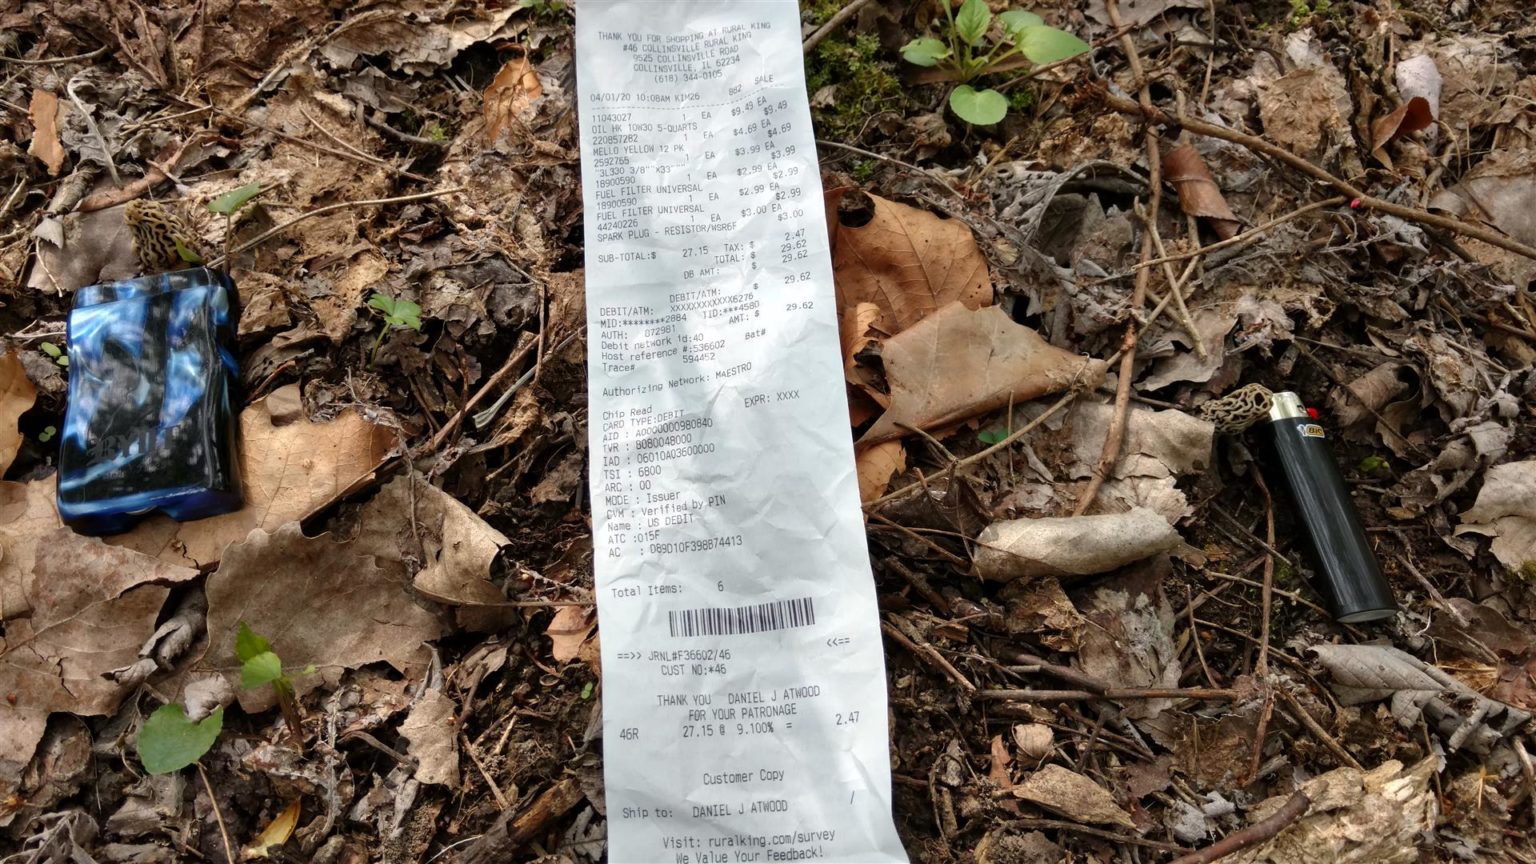 THANK YOU FOR SHOPPING AT RURAL KING
#46 COLLINSVILLE RURAL KING
9525 COLLINSVILLE ROAD
COLLINSVILLE, IL 62234
(618) 344-0105
04/01/20 10:08AM KIM26 862 SALE
11043027 1 EA $9.49 EA
OIL HK 10W30 5-QUARTS $9.49
220857282 1 EA $4.69 EA
MELLO YELLOW 12 PK $4.69
2592765 1 EA $3.99 EA
"3L330 3/8""X33"""" $3.99
18900590 1 EA $2.99 EA
FUEL FILTER UNIVERSAL $2.99
18900590 1 EA $2.99 EA
FUEL FILTER UNIVERSAL $2.99
44240226 1 EA $3.00 EA
SPARK PLUG - RESISTOR/WSR6F $3.00
SUB-TOTAL:$ 27.15 TAX: $ 2.47
TOTAL: $ 29.62
DB AMT: $ 29.62
DEBIT/ATM: $ 29.62
DEBIT/ATM: XXXXXXXXXXXX6276
MID:********2884 TID:***4580
AUTH: 872981 AMT: $ 29.62
Debit network id:40
Host reference #:536602 Bat#
Trace# 594452
Authorizing Network: MAESTRO
Chip Read
CARD TYPE:DEBIT EXPR: XXXX
AID : A0000000980840
TVR : 8080048000
IAD : 06010A03600000
TSI : 6800
ARC : 00
MODE : Issuer
CVM : Verified by PIN
Name : US DEBIT
ATC :015F
AC : D89D10F398B74413
Total Items: 6
==>> JRNL#F36602/46 <<==
CUST NO:*46
THANK YOU DANIEL J ATWOOD
FOR YOUR PATRONAGE
46R 27.15 @ 9.100% = 2.47
Customer Copy
Ship to: DANIEL J ATWOOD /
Visit: ruralking.com/survey
We Value Your Feedback!
BIC